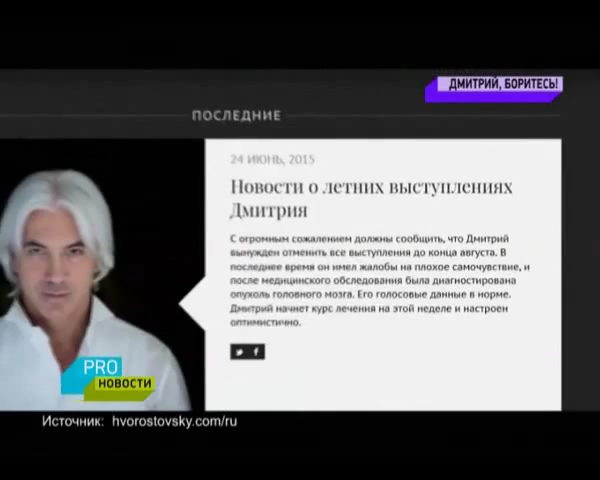 ДМИТРИЙ, БОРИТЕСЬ!
ПОСЛЕДНИЕ
24 ИЮНЬ, 2015
Новости о летних выступлениях
Дмитрия
С огромным сожалением должны сообщить, что Дмитрий
вынужден отменить все выступления до конца августа. В
последнее время он имел жалобы на плохое самочувствие, и
после медицинского обследования была диагностирована
опухоль головного мозга. Его голосовые данные в норме.
Дмитрий начнет курс лечения на этой неделе и настроен
оптимистично.
PRO
НОВОСТИ
Источник: hvorostovsky.com/ru